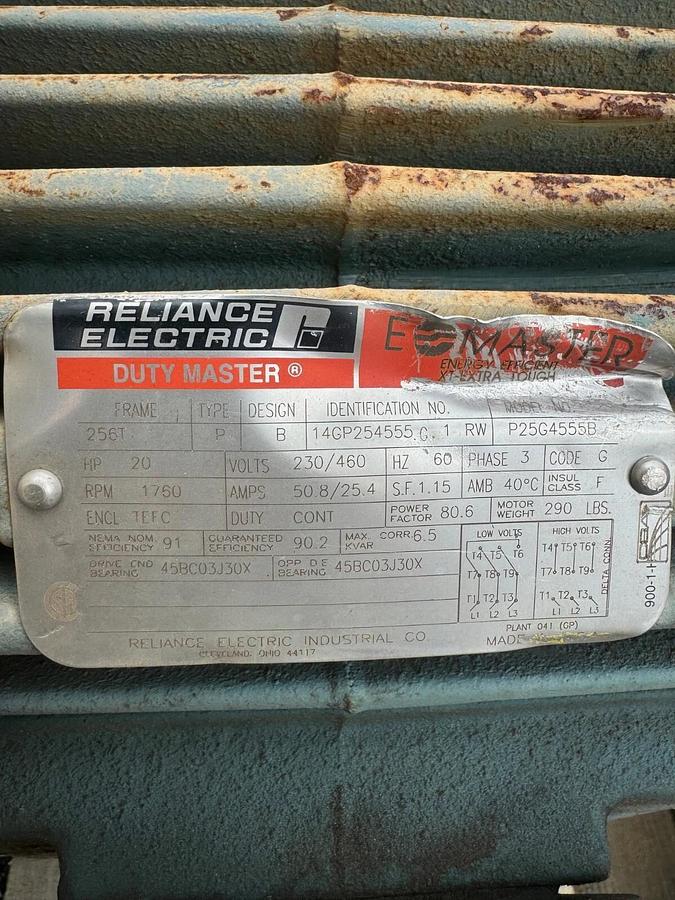 RELIANCE
ELECTRIC
DUTY MASTER ®
MASTER
ENERGY EFFICIENT
XT-EXTRA TOUGH
FRAME TYPE DESIGN IDENTIFICATION NO. MODEL NO.
256T P B 14GP254555 G 1 RW P25G4555B
HP 20 VOLTS 230/460 HZ 60 PHASE 3 CODE G
RPM 1760 AMPS 50.8/25.4 S.F. 1.15 AMB 40°C INSUL CLASS F
ENCL TEFC DUTY CONT POWER FACTOR 80.6 MOTOR WEIGHT 290 LBS.
NEMA NOM. EFFICIENCY 91 GUARANTEED EFFICIENCY 90.2 MAX. CORR. KVAR 6.5 LOW VOLTS HIGH VOLTS
DRIVE END BEARING 45BC03J30X OPP D E BEARING 45BC03J30X
T4 T5 T6 T4 T5 T6
T7 T8 T9 T7 T8 T9
T1 T2 T3 T1 T2 T3
L1 L2 L3 L1 L2 L3
DELTA CONN.
PLANT 041 (GP)
RELIANCE ELECTRIC INDUSTRIAL CO. MADE
CLEVELAND, OHIO 44117